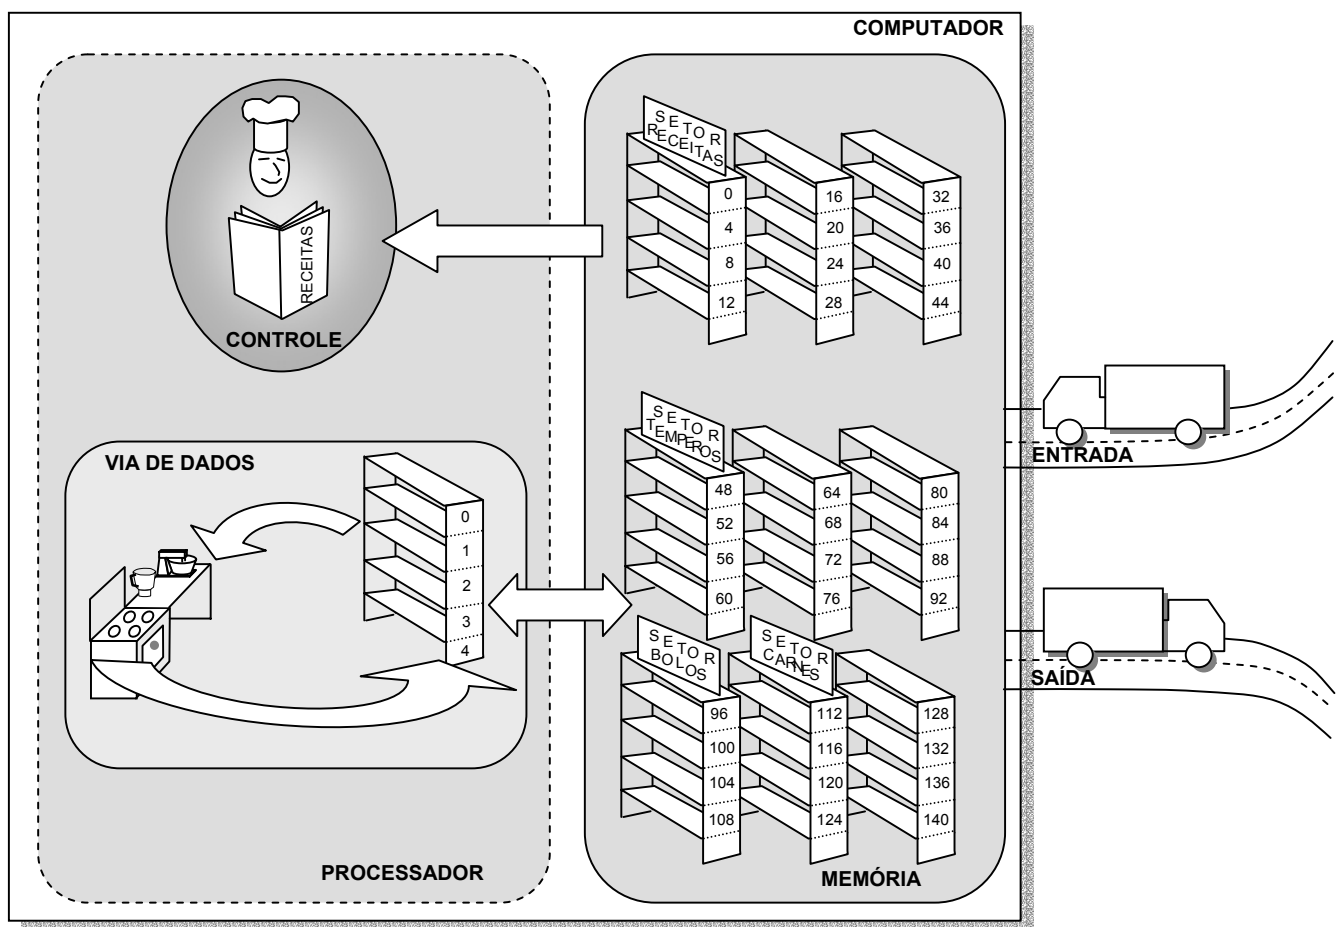 COMPUTADOR
SETOR
RECEITAS
0
4
8
12
16
20
24
28
32
36
40
44
RECEITAS
CONTROLE
SETOR
TEMPEROS
48
52
56
60
64
68
72
76
80
84
88
92
ENTRADA
VIA DE DADOS
0
1
2
3
4
SETOR
BOLOS
96
100
104
108
SETOR
CARNES
112
116
120
124
128
132
136
140
SAÍDA
PROCESSADOR
MEMÓRIA